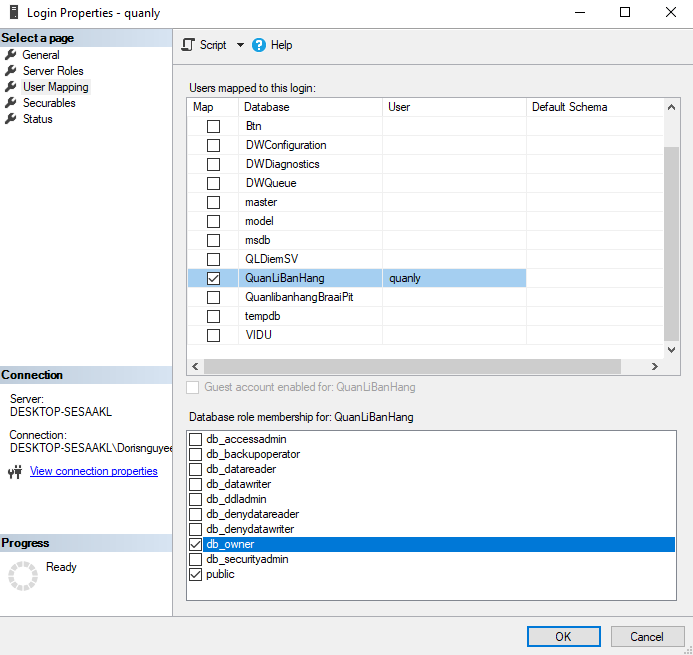 Login Properties - quanly
Select a page
General
Server Roles
User Mapping
Securables
Status
Script
Help
Users mapped to this login:
Map Database User Default Schema
Btn
DWConfiguration
DWDiagnostics
DWQueue
master
model
msdb
QLDiemSV
QuanLiBanHang quanly
QuanlibanhangBraaiPit
tempdb
VIDU
Guest account enabled for: QuanLiBanHang
Database role membership for: QuanLiBanHang
db_accessadmin
db_backupoperator
db_datareader
db_datawriter
db_ddladmin
db_denydatareader
db_denydatawriter
db_owner
db_securityadmin
public
Connection
Server:
DESKTOP-SESAAKL
Connection:
DESKTOP-SESAAKL\Dorisnguyee
View connection properties
Progress
Ready
OK Cancel